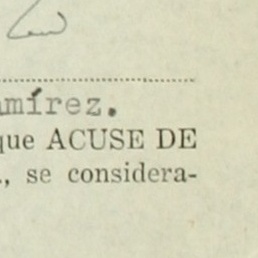 amírez.
que ACUSE DE
, se considera-